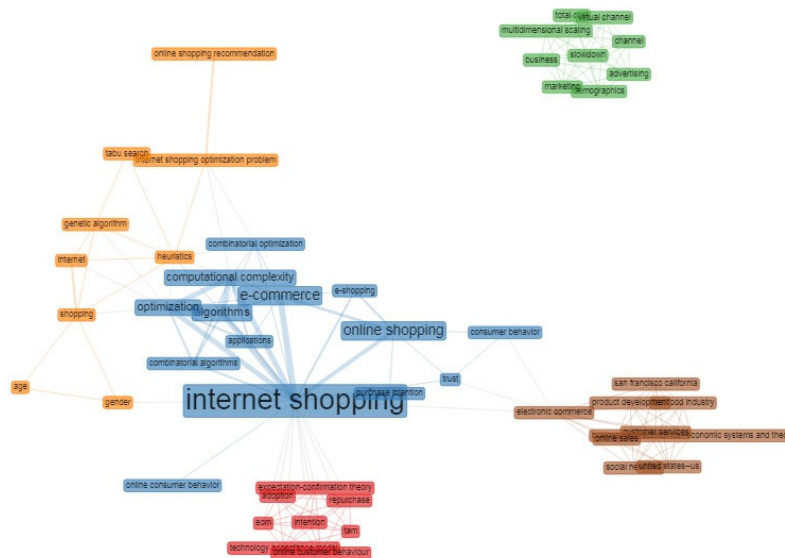 total cost
virtual channel
multidimensional scaling
channel
slowdown
business
advertising
marketing
demographics
online shopping recommendation
tabu search
internet shopping optimization problem
genetic algorithm
combinatorial optimization
internet
heuristics
computational complexity
e-shopping
e-commerce
optimization
algorithms
shopping
online shopping
consumer behavior
applications
combinatorial algorithms
trust
age
purchase intention
san francisco california
gender
internet shopping
product development
food industry
electronic commerce
customer services
online sales
economic systems and
social
united states--us
online consumer behavior
expectation-confirmation theory
adoption
repurchase
eom
intention
tam
technology acceptance model
online customer behaviour